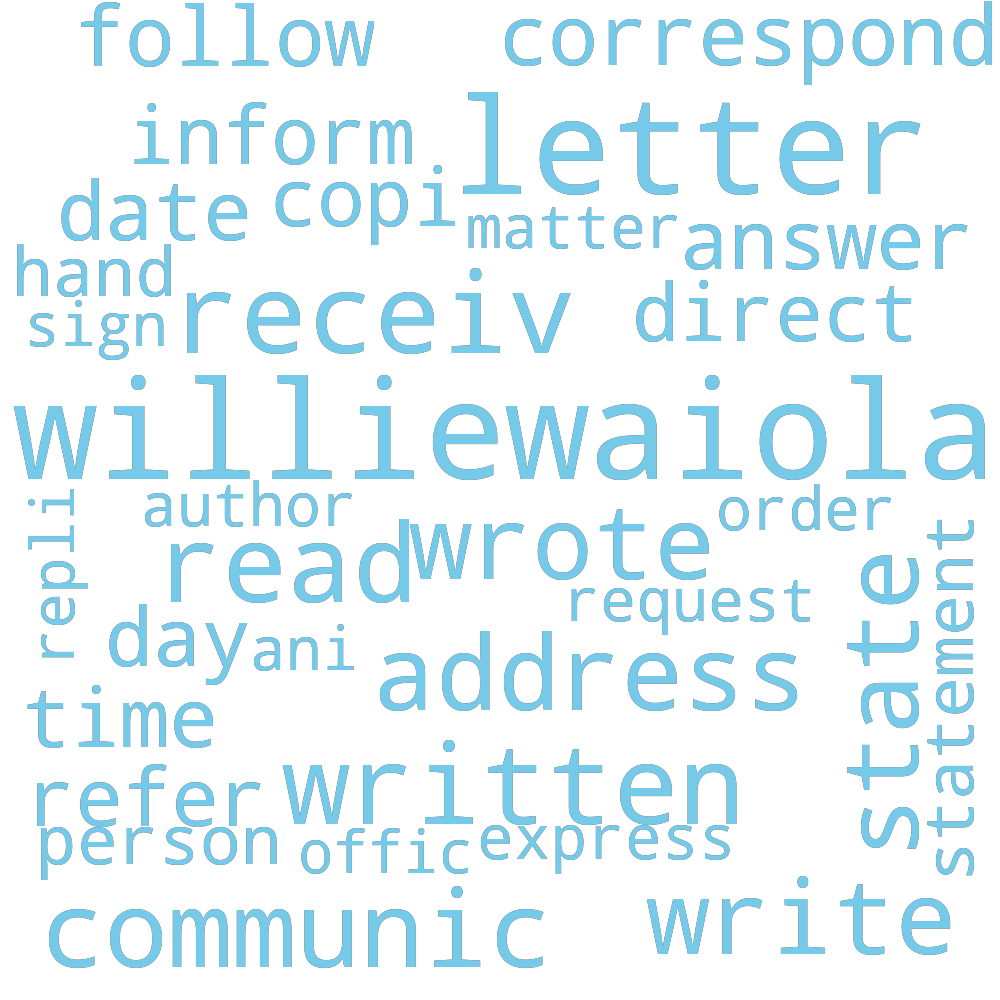 follow correspond
inform letter
date copi matter answer
hand
sign receiv direct
williewaiola
repli author order
read wrote
request
day ani address
time
state statement
refer written
person offic express
communic write